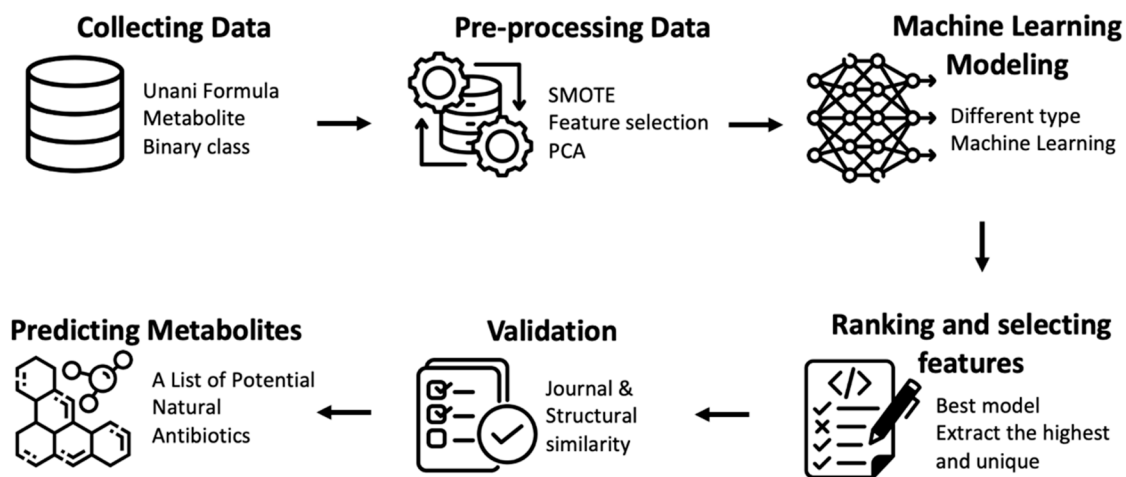 Collecting Data
Unani Formula
Metabolite
Binary class
Pre-processing Data
SMOTE
Feature selection
PCA
Machine Learning
Modeling
Different type
Machine Learning
Ranking and selecting
features
</>
Best model
Extract the highest
and unique
Validation
Journal &
Structural
similarity
Predicting Metabolites
A List of Potential
Natural
Antibiotics